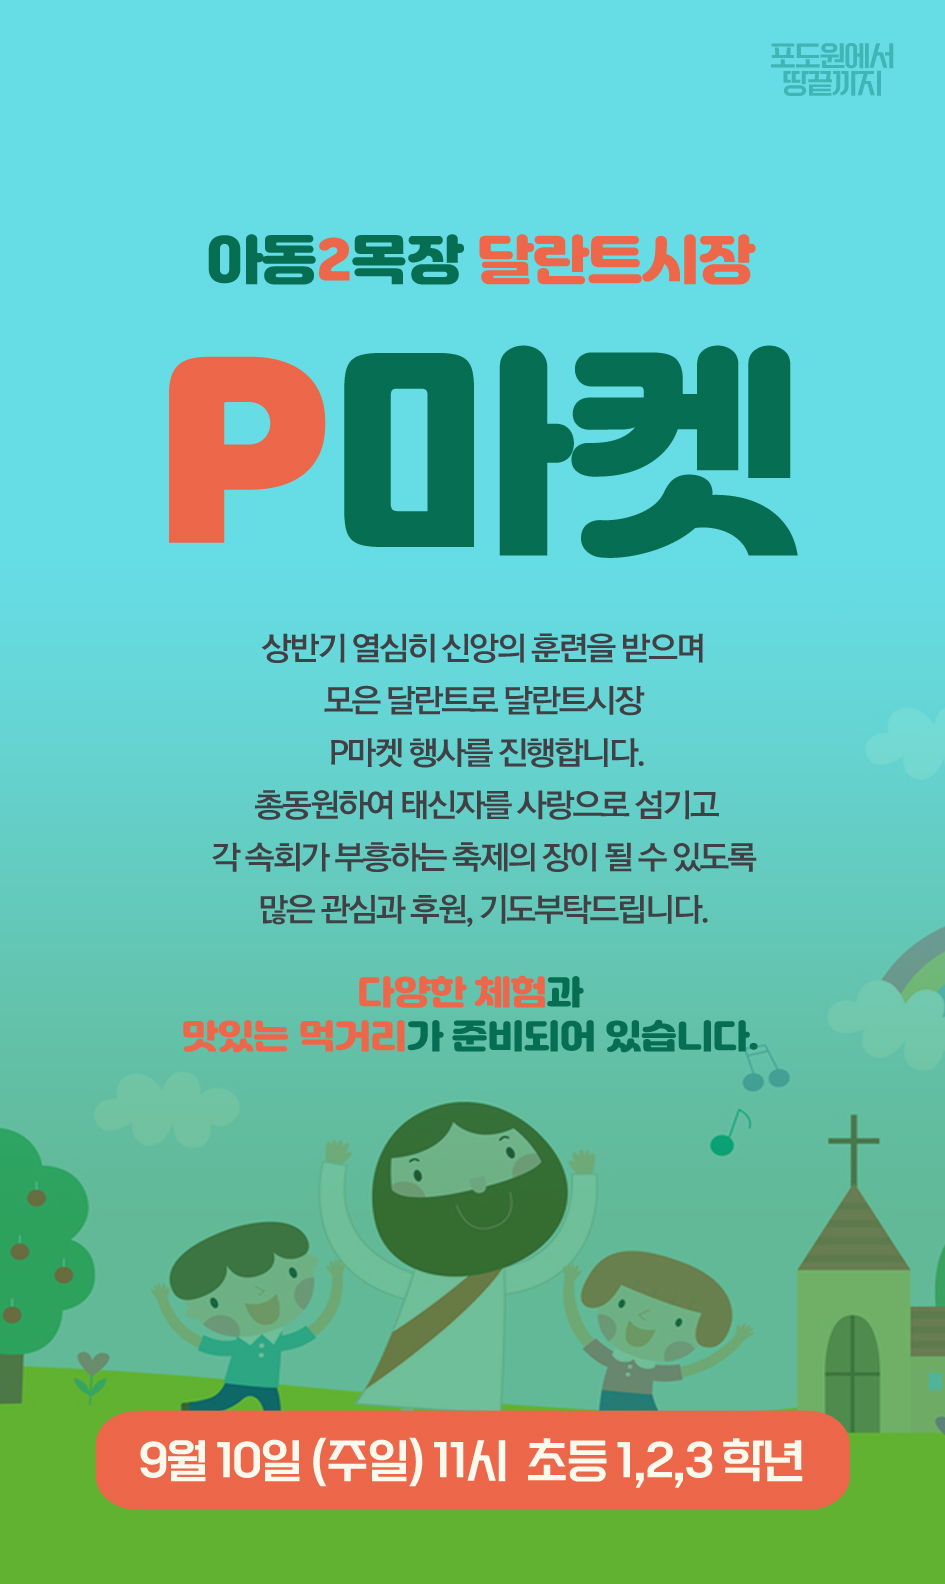 포도원에서
땅끝까지
아동2목장 달란트시장
P마켓
상반기 열심히 신앙의 훈련을 받으며
모은 달란트로 달란트시장
P마켓 행사를 진행합니다.
총동원하여 태신자를 사랑으로 섬기고
각 속회가 부흥하는 축제의 장이 될 수 있도록
많은 관심과 후원, 기도부탁드립니다.
다양한 체험과
맛있는 먹거리가 준비되어 있습니다.
9월 10일 (주일) 11시 초등 1,2,3 학년